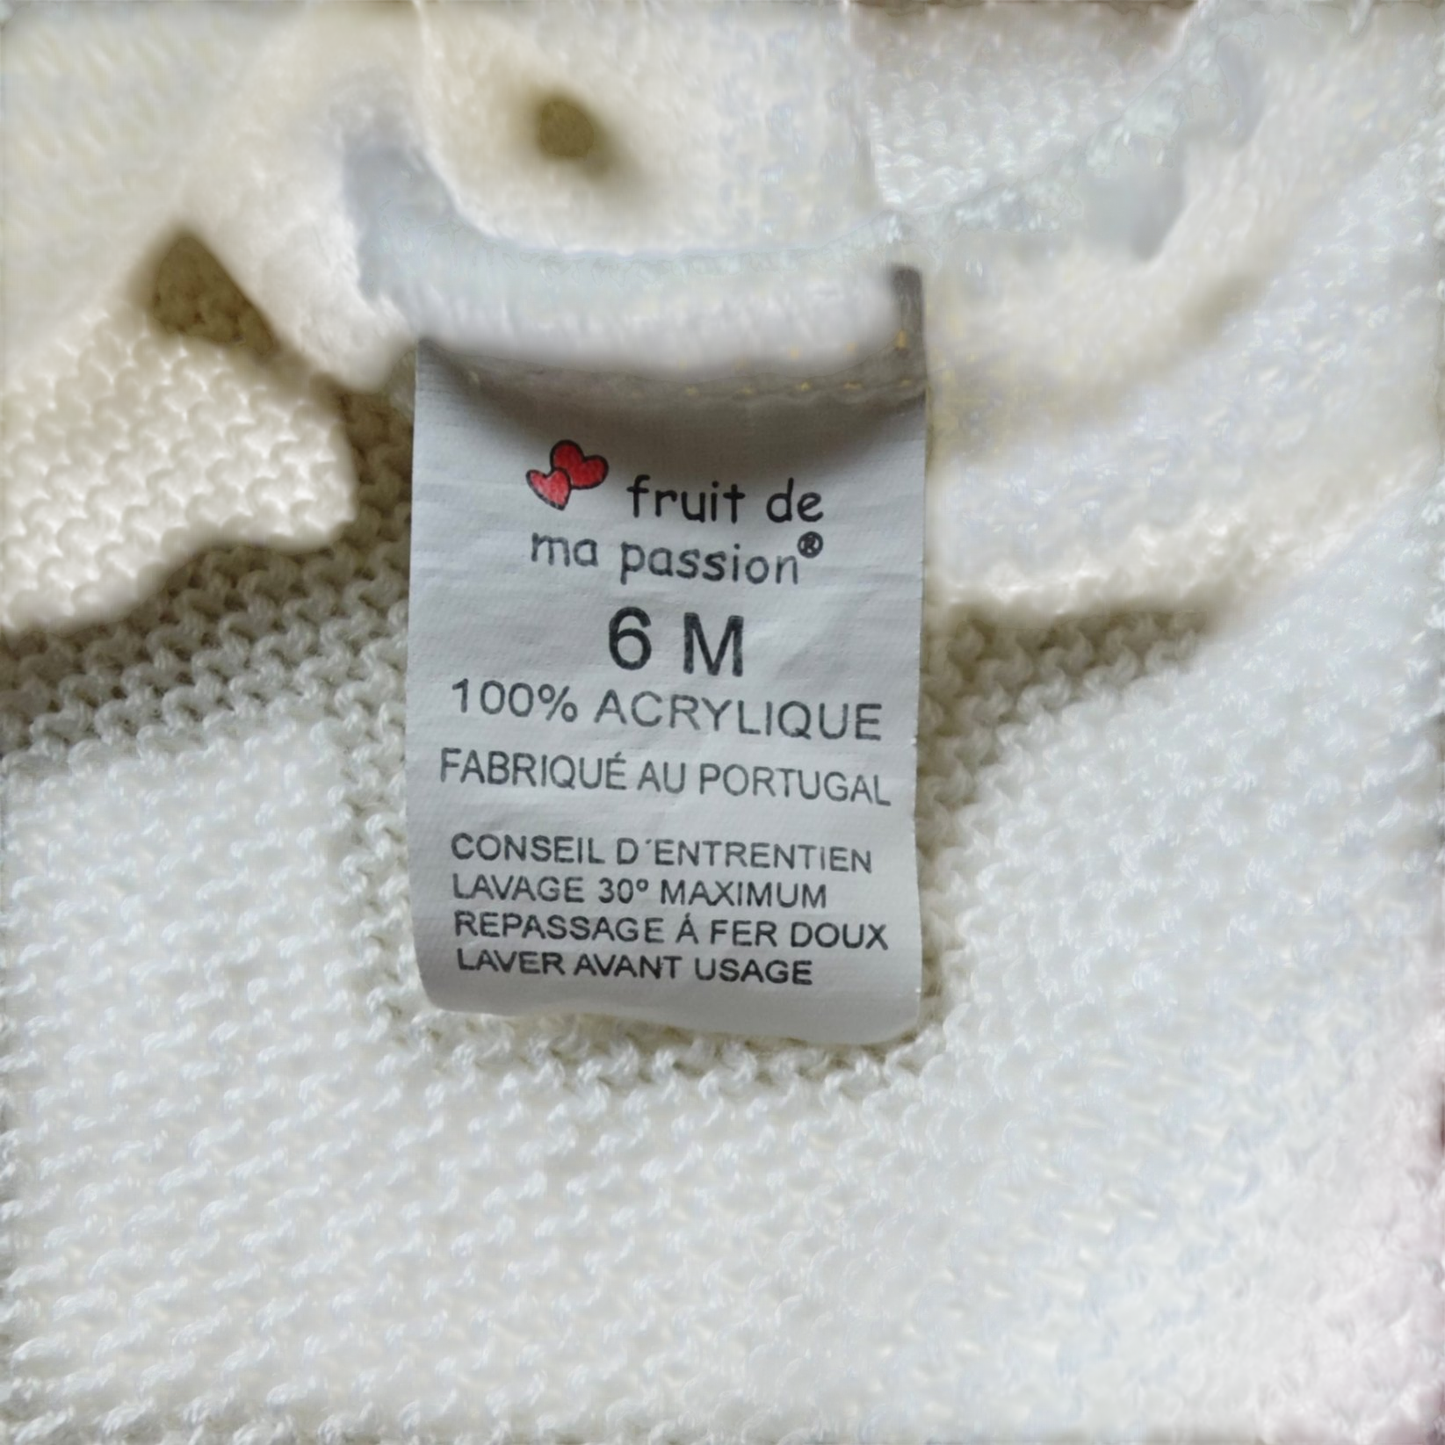 fruit de
ma passion®
6 M
100% ACRYLIQUE
FABRIQUÉ AU PORTUGAL
CONSEIL D´ENTRENTIEN
LAVAGE 30º MAXIMUM
REPASSAGE Á FER DOUX
LAVER AVANT USAGE